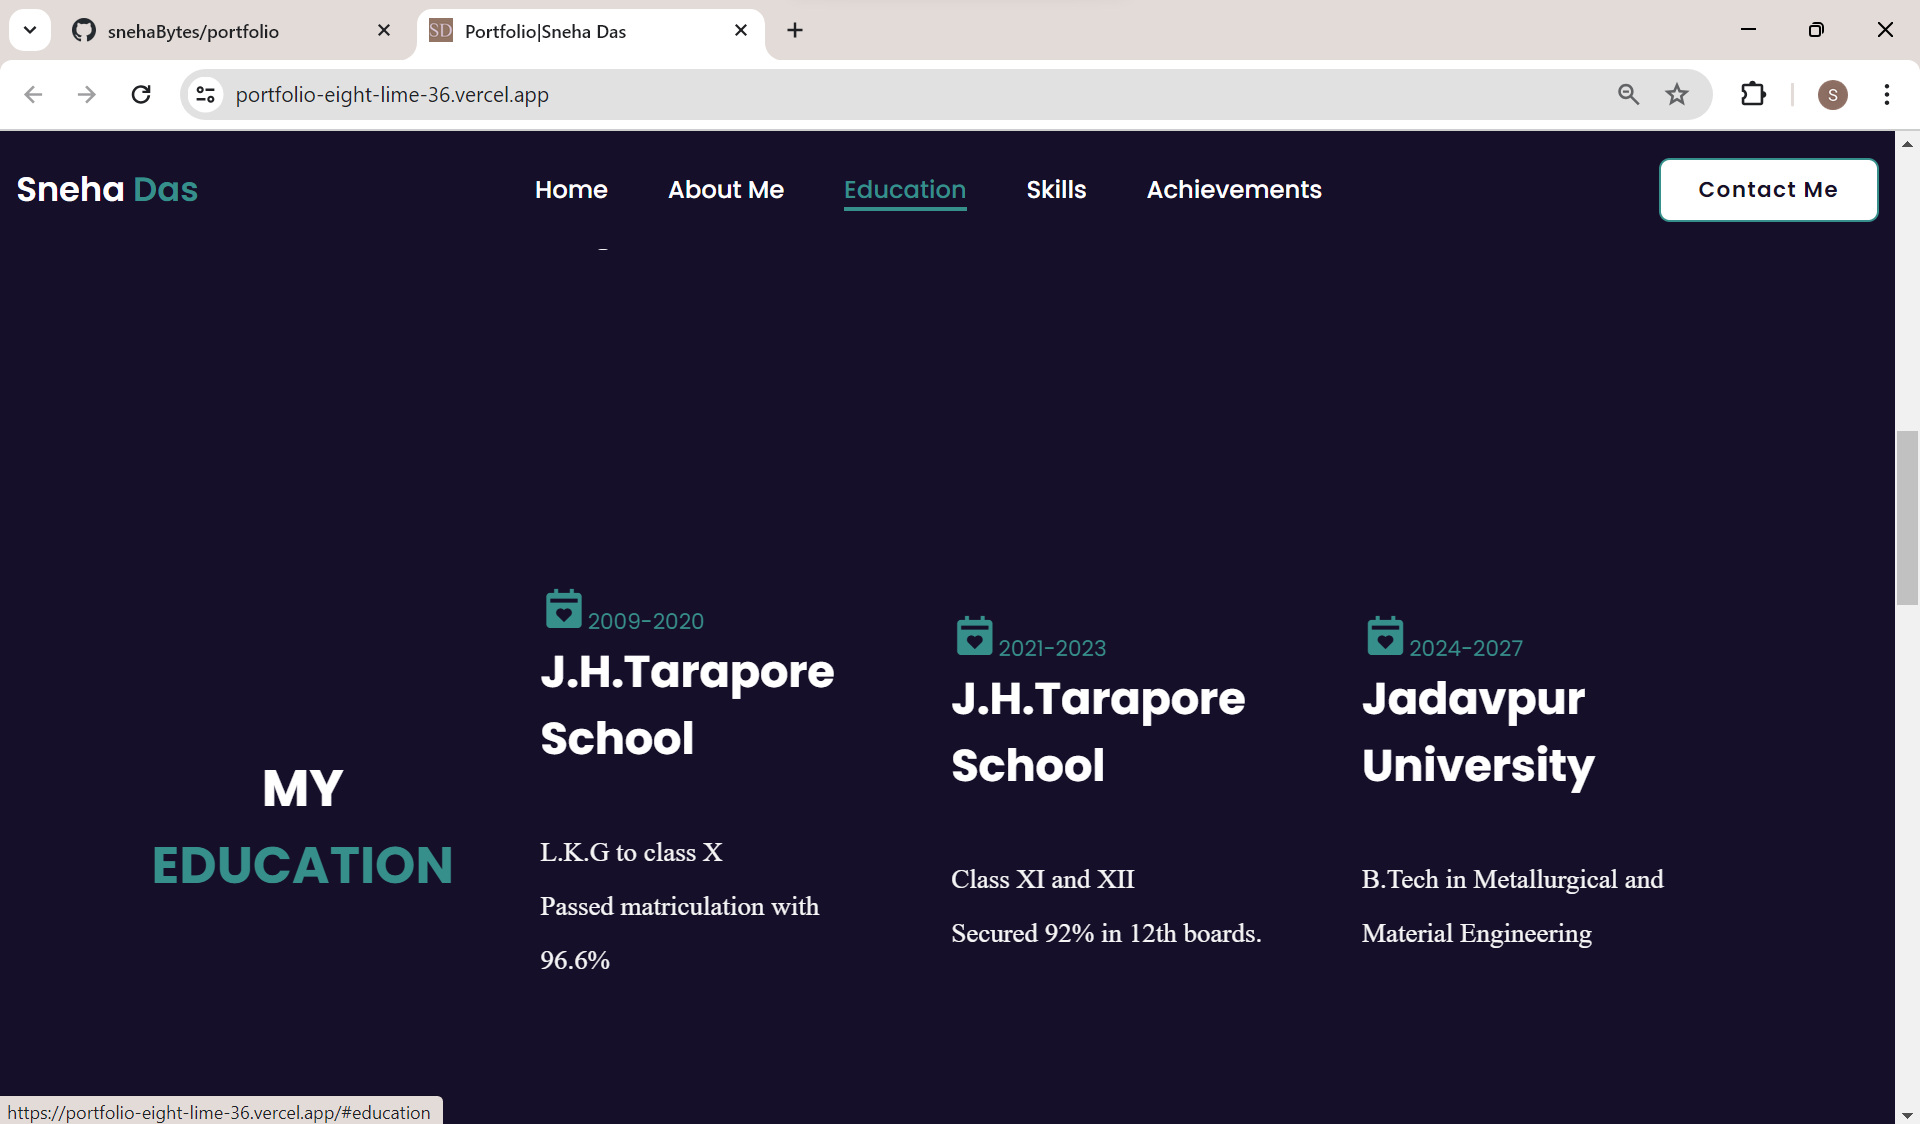 snehaBytes/portfolio
SD Portfolio|Sneha Das
portfolio-eight-lime-36.vercel.app
S
Sneha Das
Home
About Me
Education
Skills
Achievements
Contact Me
MY
EDUCATION
2009-2020
J.H.Tarapore
School
L.K.G to class X
Passed matriculation with
96.6%
2021-2023
J.H.Tarapore
School
Class XI and XII
Secured 92% in 12th boards.
2024-2027
Jadavpur
University
B.Tech in Metallurgical and
Material Engineering
https://portfolio-eight-lime-36.vercel.app/#education